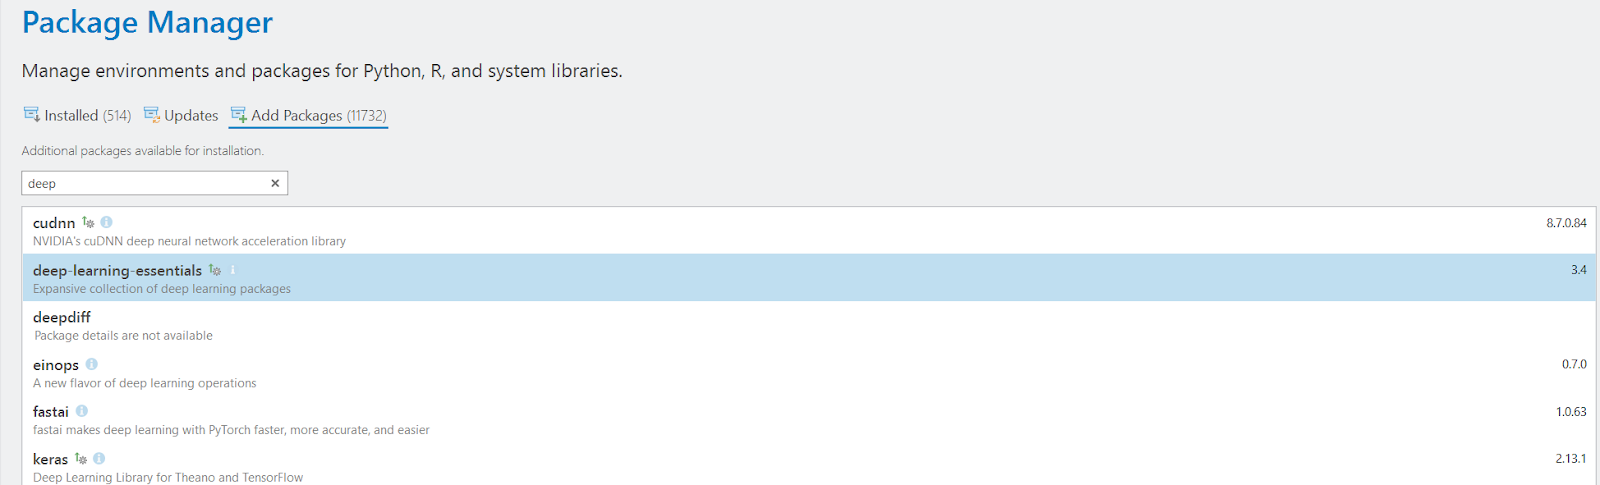 Package Manager
Manage environments and packages for Python, R, and system libraries.
Installed (514) Updates Add Packages (11732)
Additional packages available for installation.
deep
cudnn 8.7.0.84
NVIDIA's cuDNN deep neural network acceleration library
deep-learning-essentials 3.4
Expansive collection of deep learning packages
deepdiff
Package details are not available
einops 0.7.0
A new flavor of deep learning operations
fastai 1.0.63
fastai makes deep learning with PyTorch faster, more accurate, and easier
keras 2.13.1
Deep Learning Library for Theano and TensorFlow